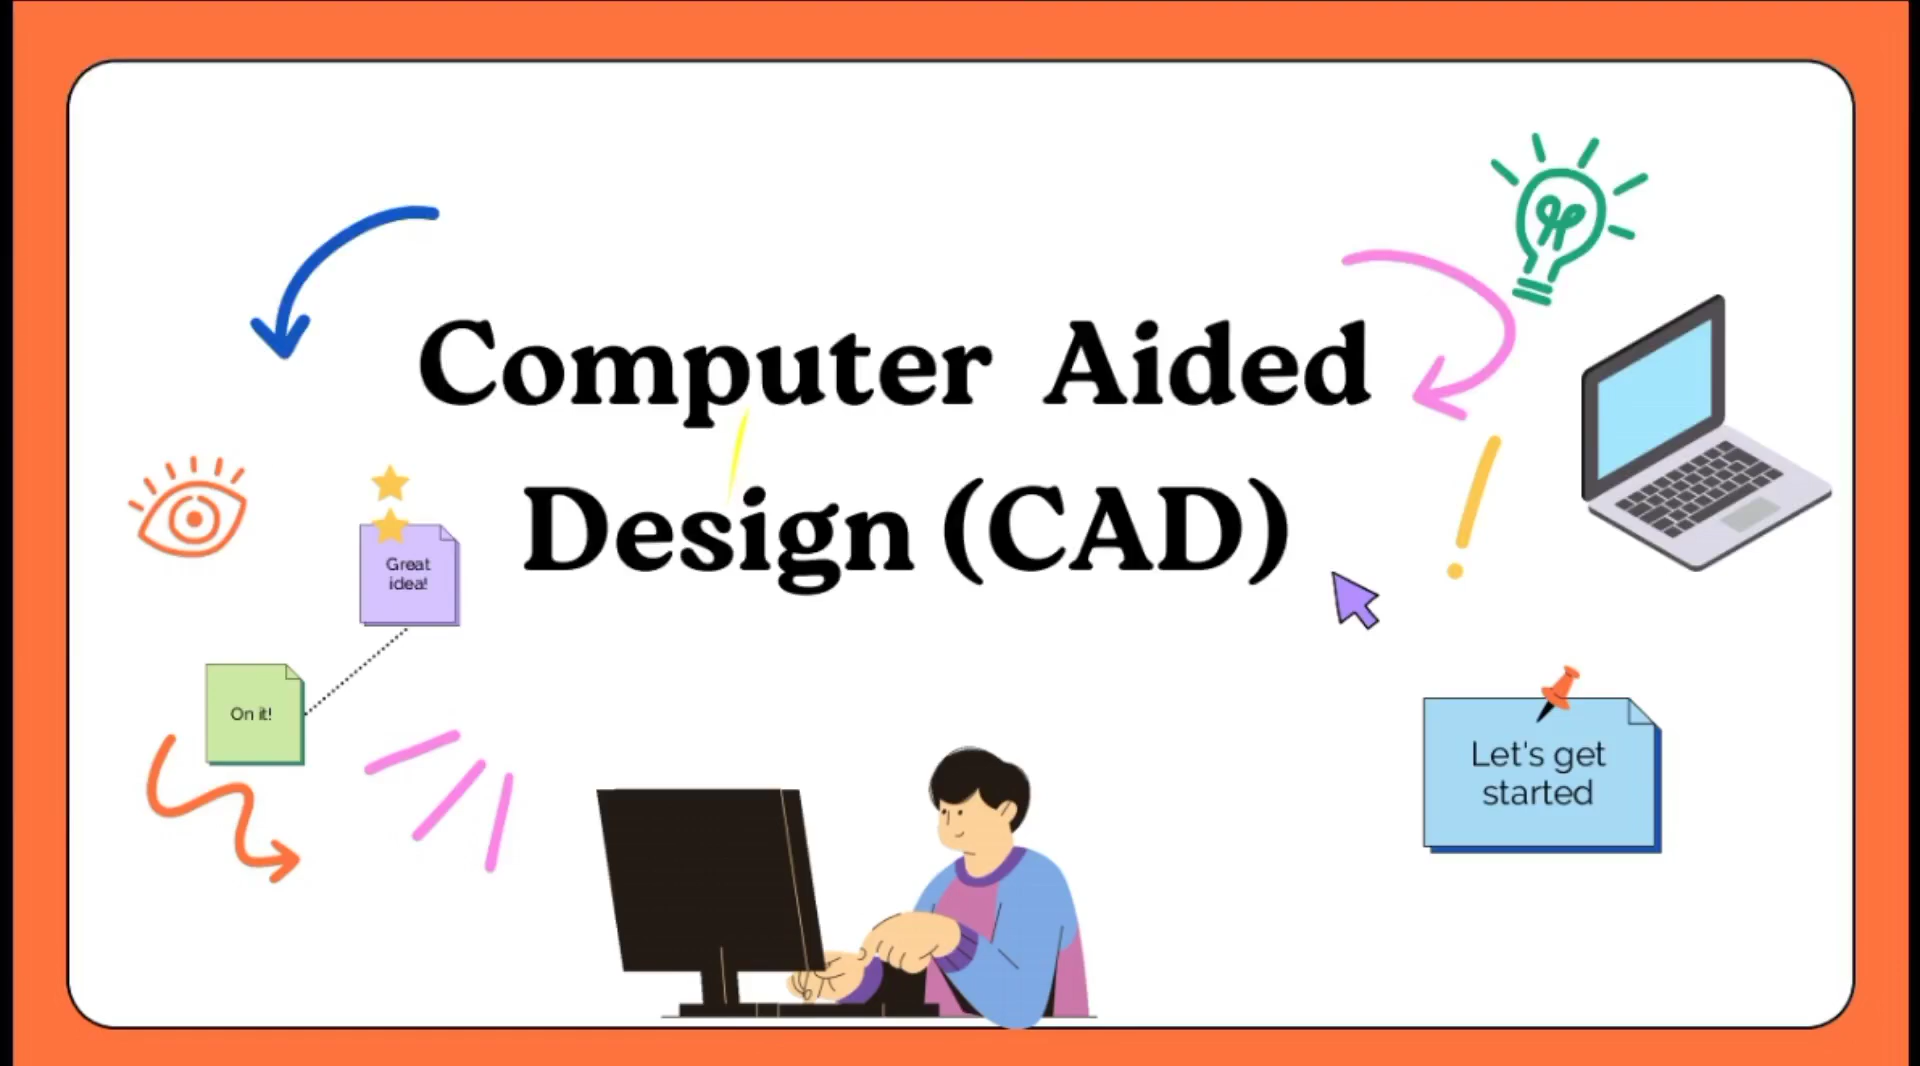 Computer Aided
Design (CAD)
Great
idea!
On it!
Let's get
started